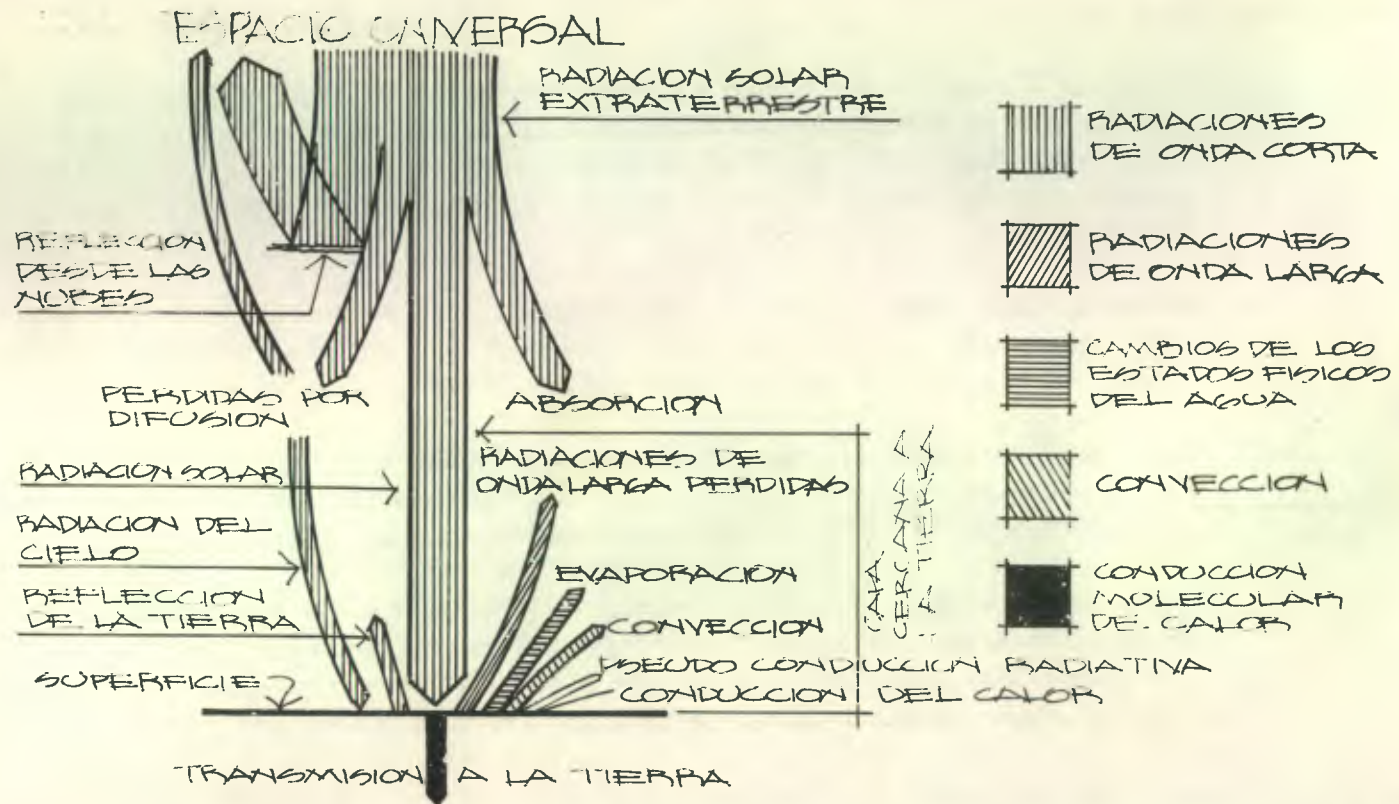 ESPACIO UNIVERSAL
RADIACION SOLAR
EXTRATERRESTRE
REFLECCION
DESDE LAS
NUBES
PERDIDAS POR
DIFUSION
ABSORCION
RADIACION SOLAR
RADIACIONES DE
ONDA LARGA PERDIDAS
RADIACION DEL
CIELO
REFLECCION
DE LA TIERRA
EVAPORACION
CONVECCION
PSEUDO CONDUCCION RADIATIVA
CONDUCCION DEL CALOR
SUPERFICIE
TRANSMISION A LA TIERRA
CAPA
CERCANA A
LA TIERRA
RADIACIONES
DE ONDA CORTA
RADIACIONES
DE ONDA LARGA
CAMBIOS DE LOS
ESTADOS FISICOS
DEL AGUA
CONVECCION
CONDUCCION
MOLECULAR
DE CALOR